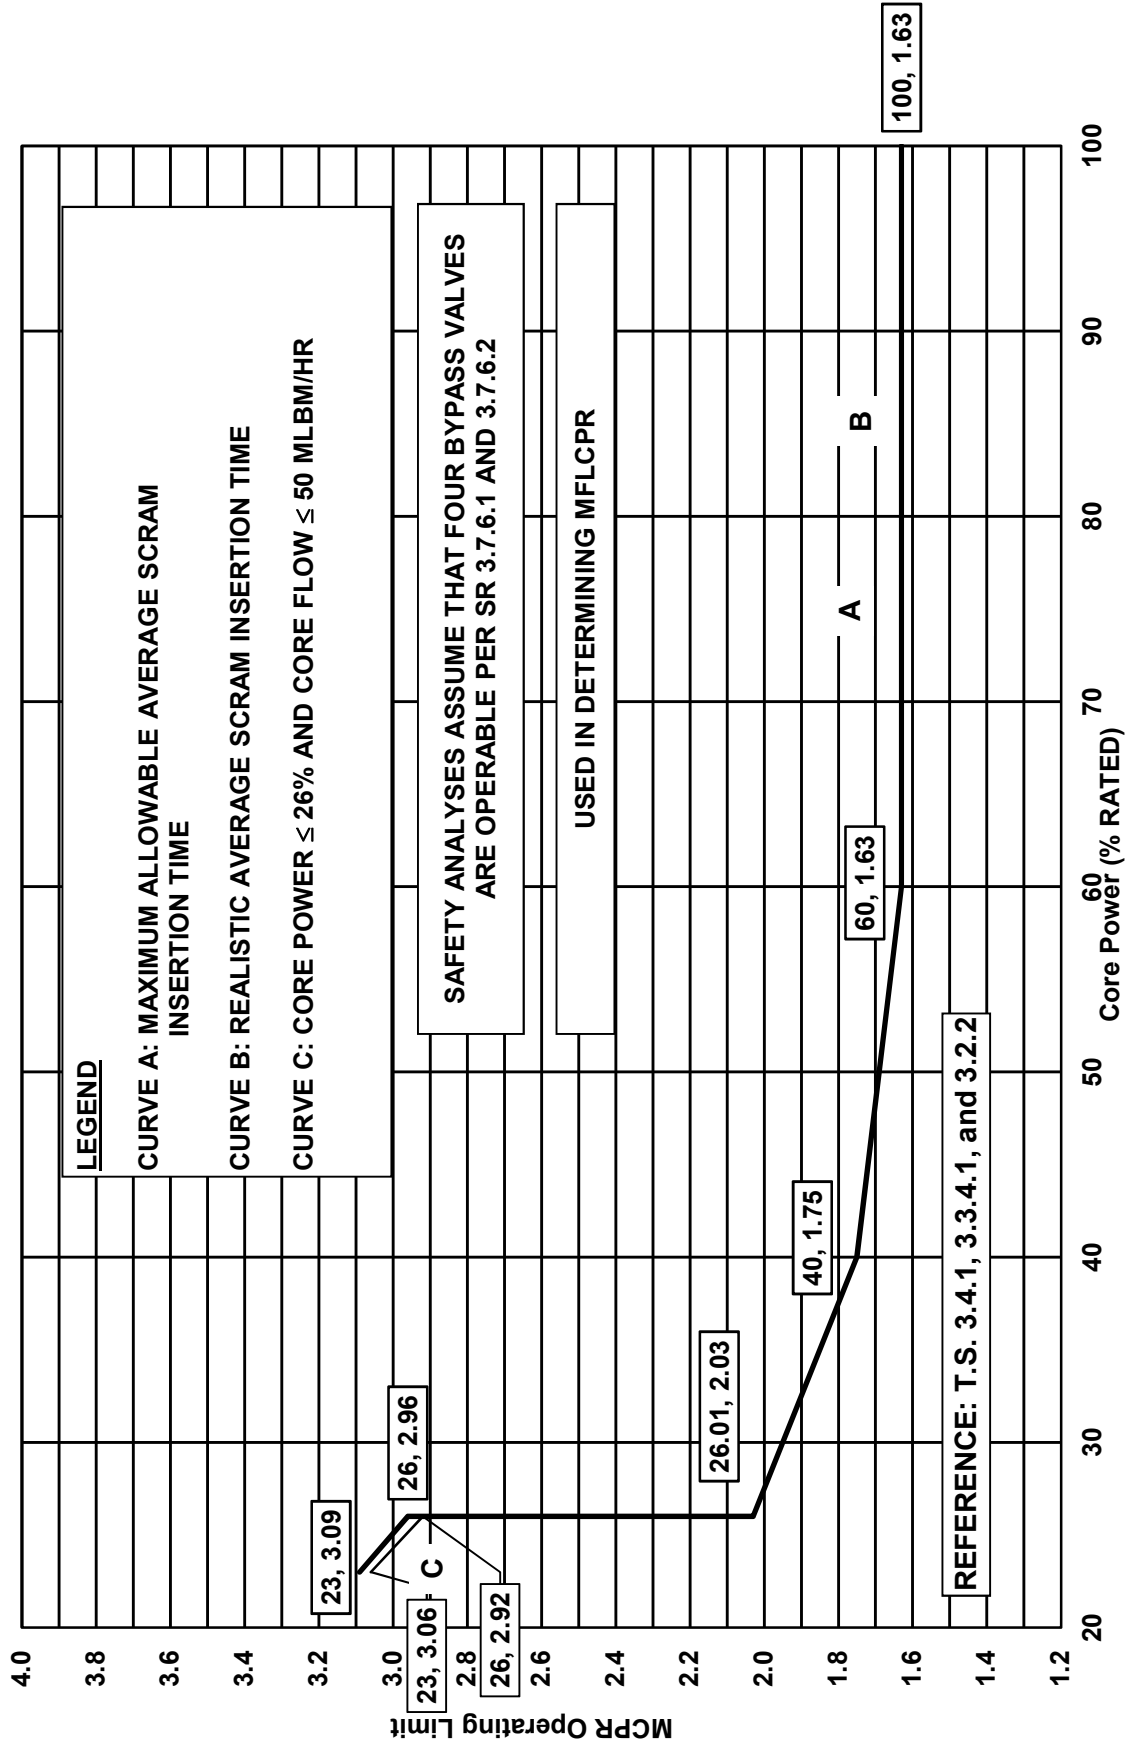 MCPR Operating Limit
4.0
3.8
3.6
3.4
3.2
3.0
2.8
2.6
2.4
2.2
2.0
1.8
1.6
1.4
1.2
LEGEND
CURVE A: MAXIMUM ALLOWABLE AVERAGE SCRAM
INSERTION TIME
CURVE B: REALISTIC AVERAGE SCRAM INSERTION TIME
CURVE C: CORE POWER ≤ 26% AND CORE FLOW ≤ 50 MLBM/HR
SAFETY ANALYSES ASSUME THAT FOUR BYPASS VALVES
ARE OPERABLE PER SR 3.7.6.1 AND 3.7.6.2
USED IN DETERMINING MFLCPR
23, 3.09
26, 2.96
23, 3.06
C
26, 2.92
26.01, 2.03
40, 1.75
60, 1.63
A
B
100, 1.63
REFERENCE: T.S. 3.4.1, 3.3.4.1, and 3.2.2
20
30
40
50
60
70
80
90
100
Core Power (% RATED)